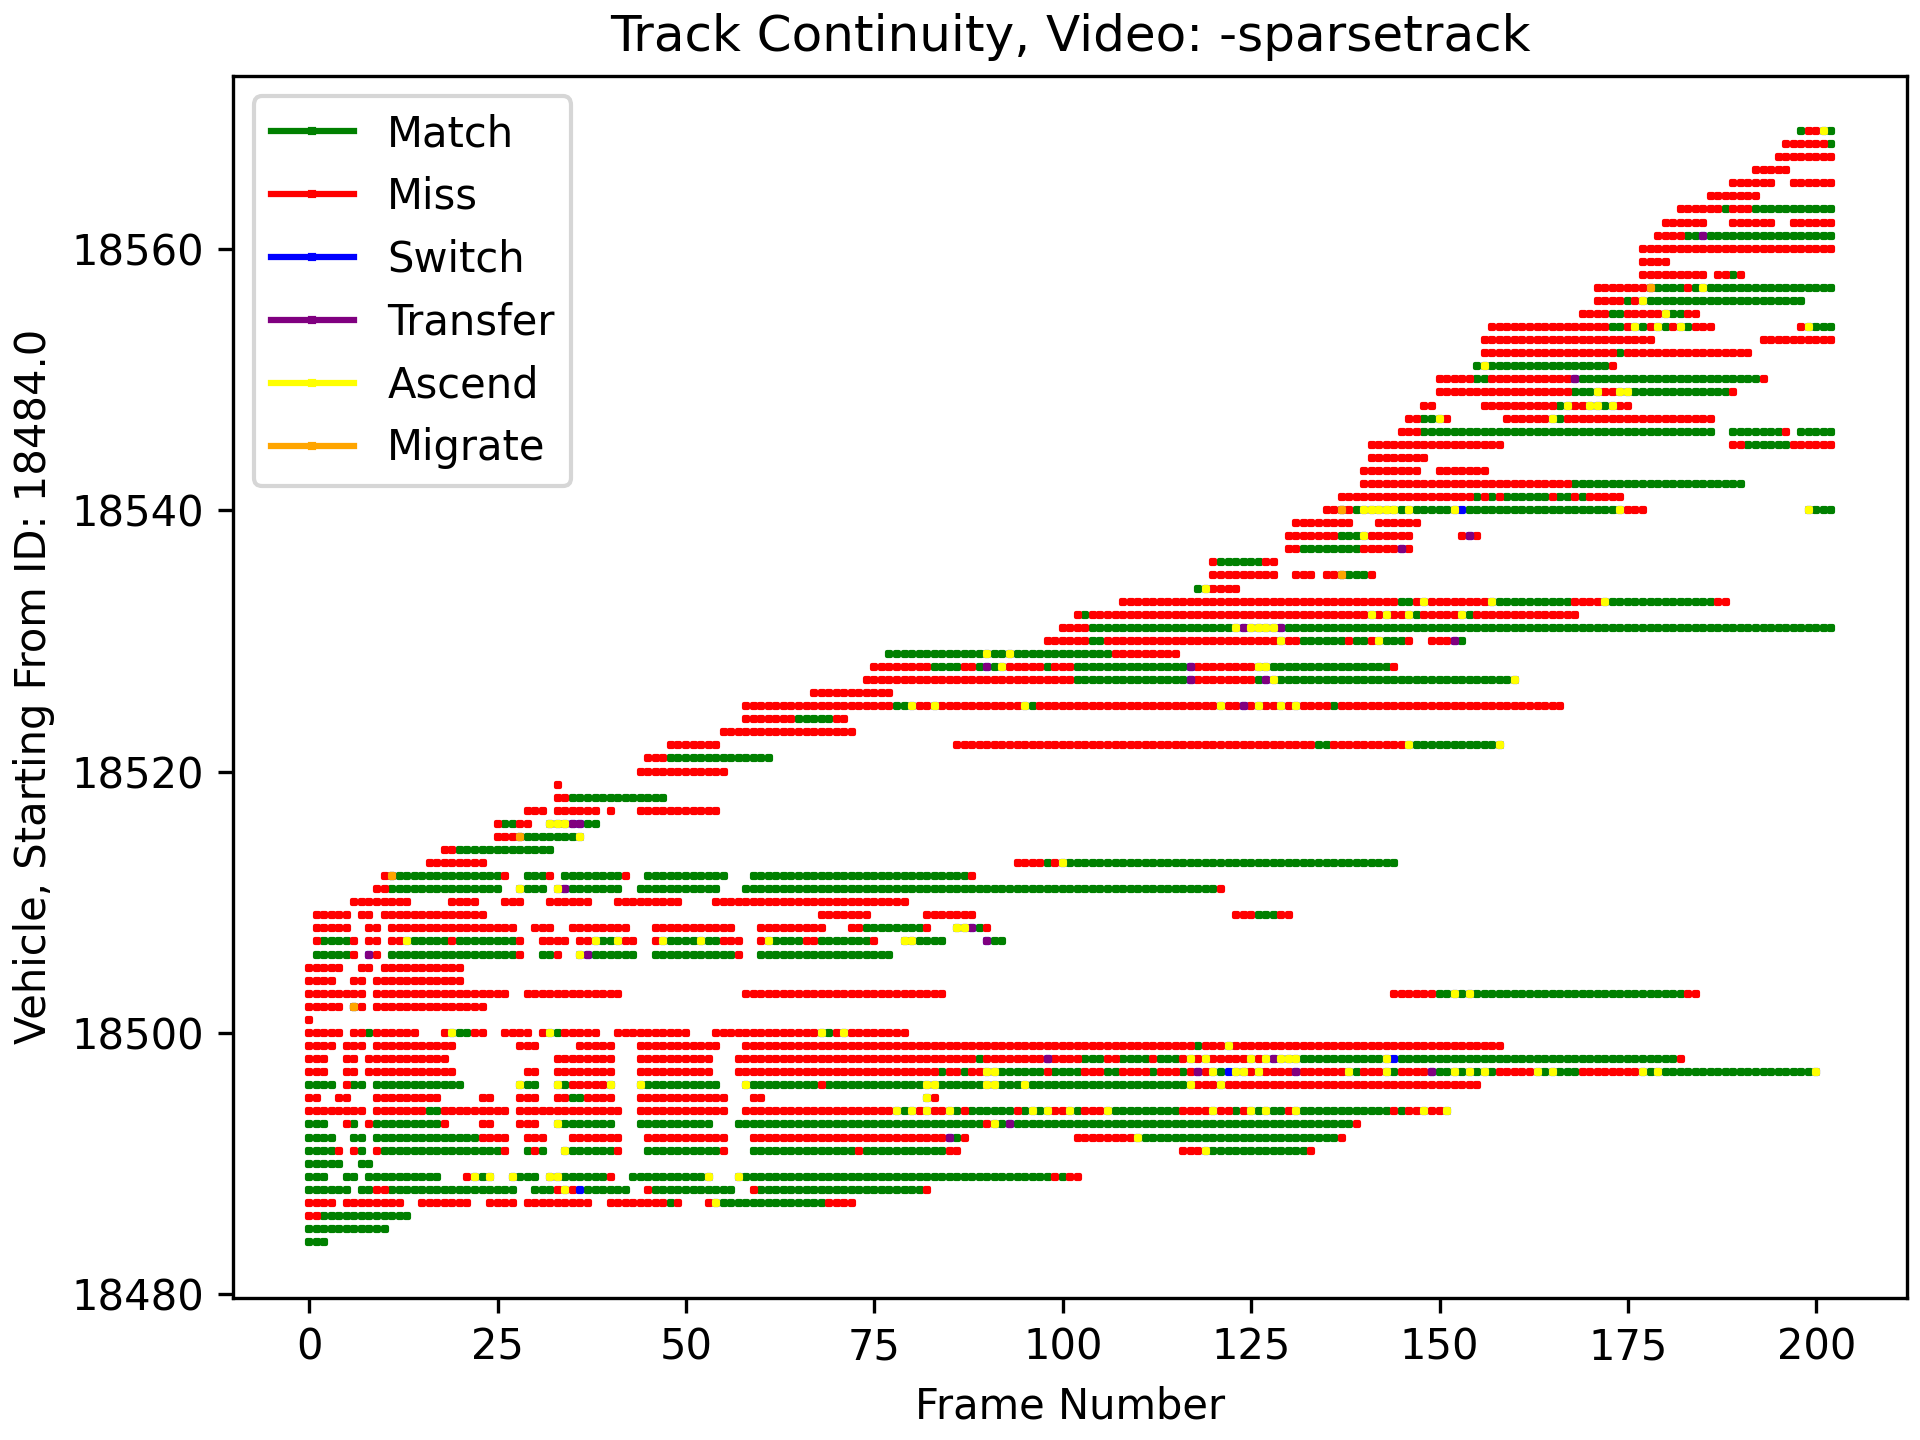 Track Continuity, Video: -sparsetrack
Match
Miss
Switch
Transfer
Ascend
Migrate
Vehicle, Starting From ID: 18484.0
18560
18540
18520
18500
18480
0 25 50 75 100 125 150 175 200
Frame Number